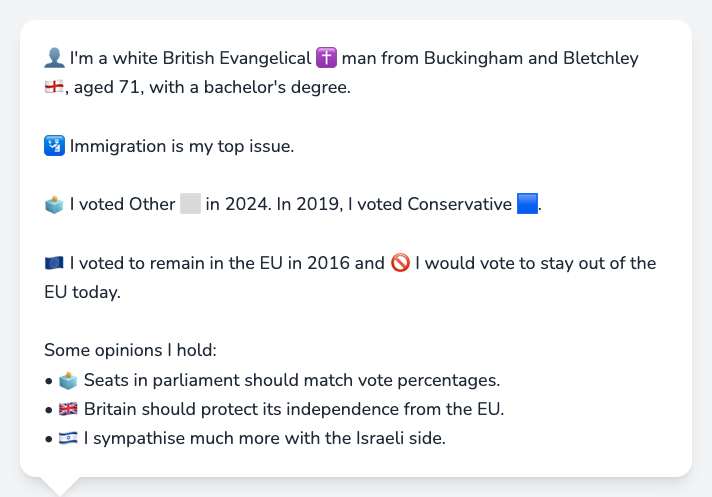 👤 I'm a white British Evangelical ✝️ man from Buckingham and Bletchley
🏴󠁧󠁢󠁥󠁮󠁧󠁿, aged 71, with a bachelor's degree.
🛂 Immigration is my top issue.
🗳️ I voted Other ⬜ in 2024. In 2019, I voted Conservative 🟦.
🇪🇺 I voted to remain in the EU in 2016 and 🚫 I would vote to stay out of the
EU today.
Some opinions I hold:
• 🗳️ Seats in parliament should match vote percentages.
• 🇬🇧 Britain should protect its independence from the EU.
• 🇮🇱 I sympathise much more with the Israeli side.